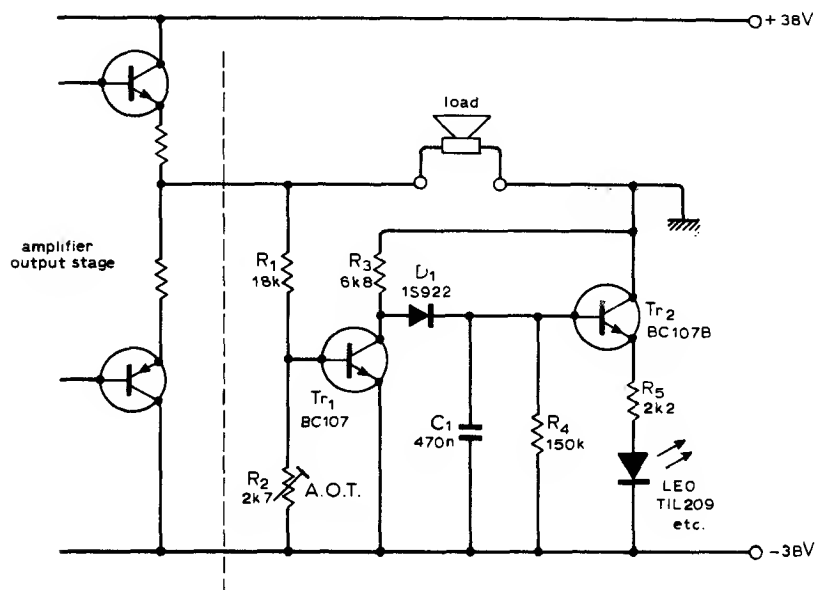 +38V
load
amplifier
output stage
R1
18k
R3
6k8
D1
1S922
Tr2
BC107B
Tr1
BC107
R2
2k7
A.O.T.
C1
470n
R4
150k
R5
2k2
LED
TIL209
etc.
-38V